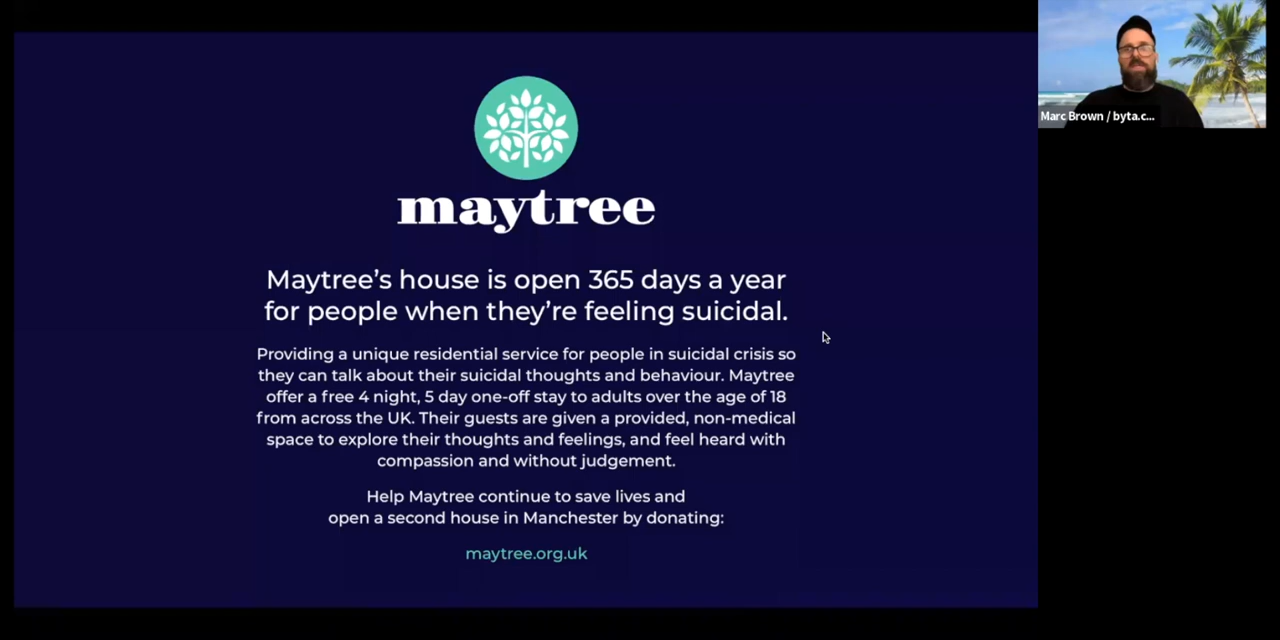 maytree
Maytree’s house is open 365 days a year
for people when they’re feeling suicidal.
Providing a unique residential service for people in suicidal crisis so
they can talk about their suicidal thoughts and behaviour. Maytree
offer a free 4 night, 5 day one-off stay to adults over the age of 18
from across the UK. Their guests are given a provided, non-medical
space to explore their thoughts and feelings, and feel heard with
compassion and without judgement.
Help Maytree continue to save lives and
open a second house in Manchester by donating:
maytree.org.uk
Marc Brown / byta.c...